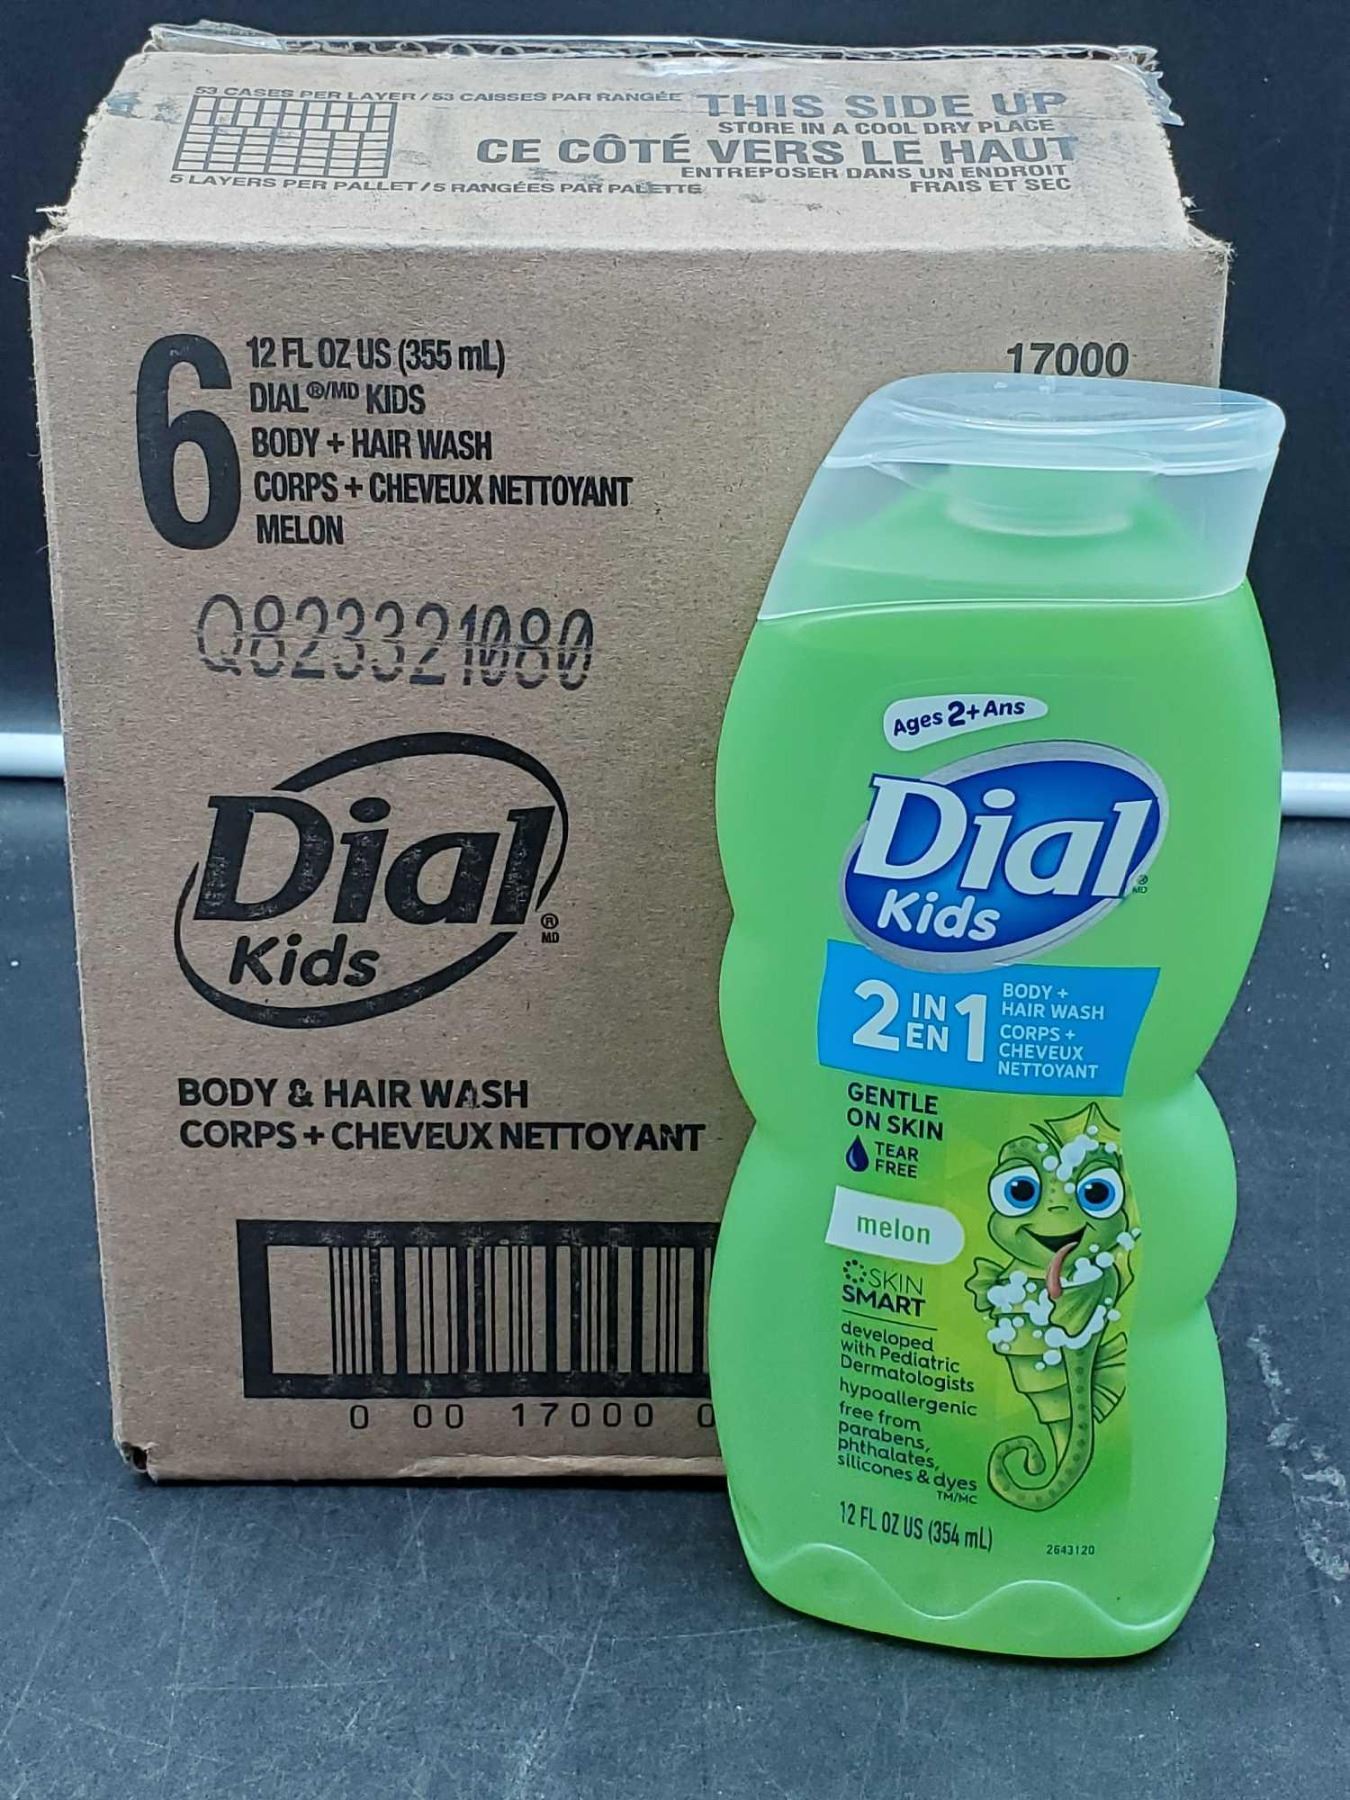 53 CASES PER LAYER / 53 CAISSES PAR RANGÉE
5 LAYERS PER PALLET / 5 RANGÉES PAR PALETTE
THIS SIDE UP
STORE IN A COOL DRY PLACE
CE CÔTÉ VERS LE HAUT
ENTREPOSER DANS UN ENDROIT
FRAIS ET SEC
6
12 FL OZ US (355 mL)
DIAL®/MD KIDS
BODY + HAIR WASH
CORPS + CHEVEUX NETTOYANT
MELON
17000
Q823321080
Dial
Kids
®
MD
BODY & HAIR WASH
CORPS + CHEVEUX NETTOYANT
0 00 17000 0
Ages 2+ Ans
Dial
Kids
®
MD
2 IN EN 1
BODY +
HAIR WASH
CORPS +
CHEVEUX
NETTOYANT
GENTLE
ON SKIN
TEAR
FREE
melon
SKIN
SMART
developed
with Pediatric
Dermatologists
hypoallergenic
free from
parabens,
phthalates,
silicones & dyes
TM/MC
12 FL OZ US (354 mL)
2643120